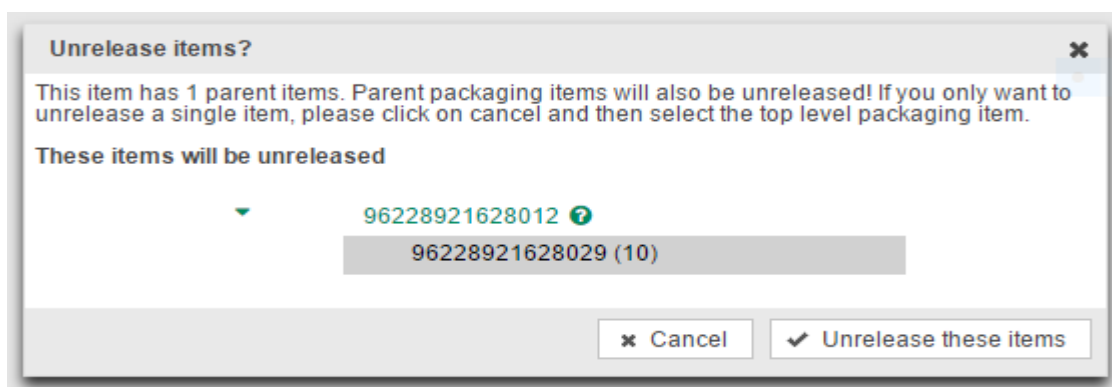 Unrelease items?
This item has 1 parent items. Parent packaging items will also be unreleased! If you only want to
unrelease a single item, please click on cancel and then select the top level packaging item.
These items will be unreleased
96228921628012
96228921628029 (10)
Cancel
Unrelease these items